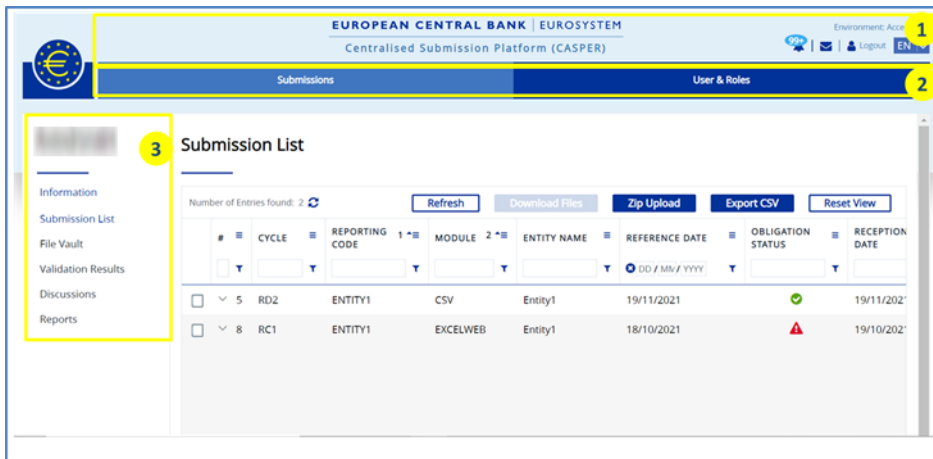 EUROPEAN CENTRAL BANK | EUROSYSTEM
Centralised Submission Platform (CASPER)
Environment: Acce
1
99+
Logout
EN
Submissions
User & Roles
2
3
Submission List
Information
Submission List
File Vault
Validation Results
Discussions
Reports
Number of Entries found: 2
Refresh
Download Files
Zip Upload
Export CSV
Reset View
# CYCLE REPORTING CODE 1 MODULE 2 ENTITY NAME REFERENCE DATE OBLIGATION STATUS RECEPTION DATE
DD / MM / YYYY
5 RD2 ENTITY1 CSV Entity1 19/11/2021 19/11/202
8 RC1 ENTITY1 EXCELWEB Entity1 18/10/2021 19/10/202